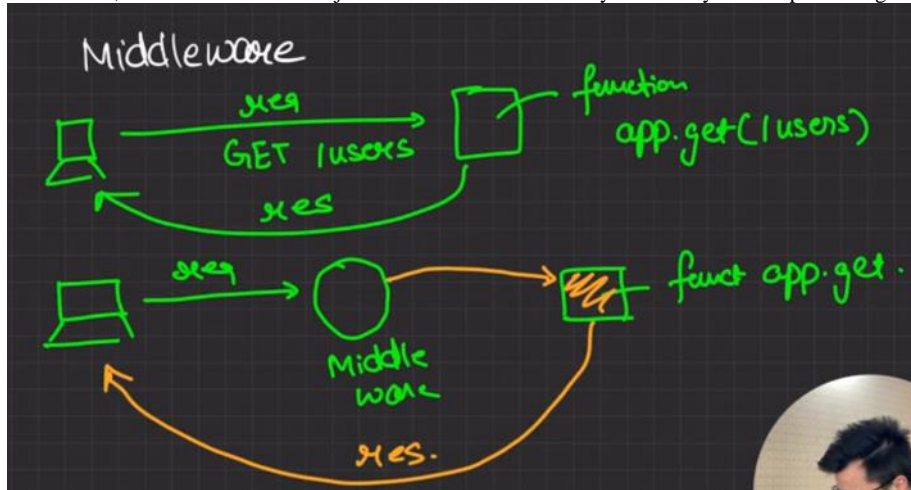 Middleware
req
GET /users
res
function
app.get(/users)
req
Middle
ware
funct app.get.
res.